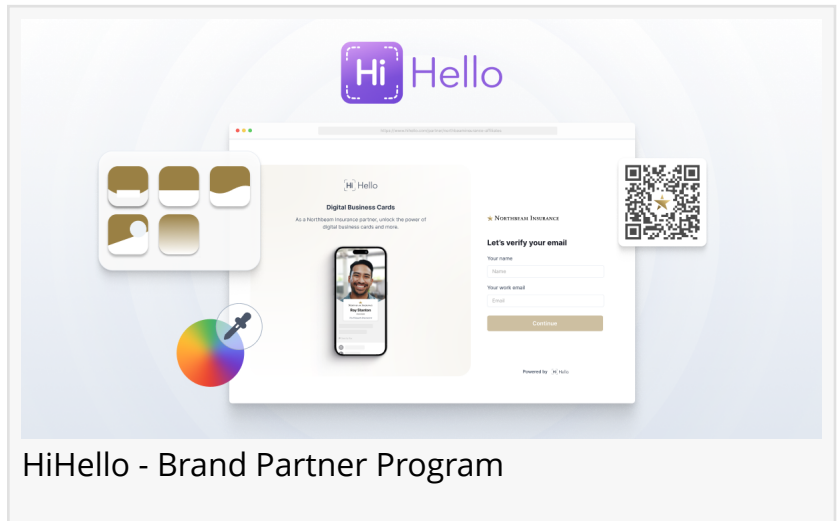 Hi Hello
Hi Hello
Digital Business Cards
As a Northbeam Insurance partner, unlock the power of
digital business cards and more.
Ray Stanton
NORTHBEAM INSURANCE
Let's verify your email
Your name
Name
Your work email
Email
Continue
Powered by Hi Hello
HiHello - Brand Partner Program